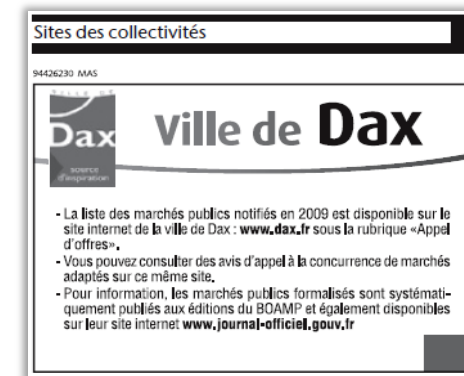 Sites des collectivités
94426230 MAS
VILLE DE
Dax
source
d'inspiration
Ville de Dax
- La liste des marchés publics notifiés en 2009 est disponible sur le
site internet de la ville de Dax : www.dax.fr sous la rubrique «Appel
d'offres».
- Vous pouvez consulter des avis d'appel à la concurrence de marchés
adaptés sur ce même site.
- Pour information, les marchés publics formalisés sont systémati-
quement publiés aux éditions du BOAMP et également disponibles
sur leur site internet www.journal-officiel.gouv.fr